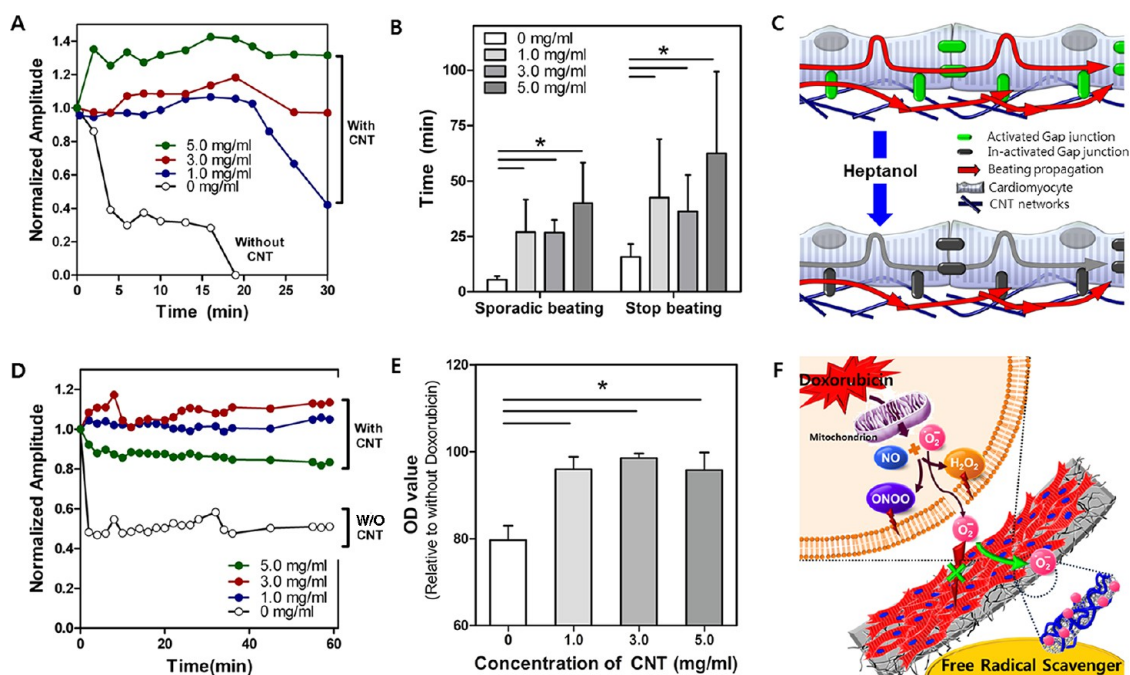 A
Normalized Amplitude
1.4
1.2
1.0
0.8
0.6
0.4
0.2
0.0
0 5 10 15 20 25 30
Time (min)
5.0 mg/ml
3.0 mg/ml
1.0 mg/ml
0 mg/ml
With
CNT
Without
CNT
B
Time (min)
100
75
50
25
0
0 mg/ml
1.0 mg/ml
3.0 mg/ml
5.0 mg/ml
*
*
Sporadic beating
Stop beating
C
Heptanol
Activated Gap junction
In-activated Gap junction
Beating propagation
Cardiomyocyte
CNT networks
D
Normalized Amplitude
1.2
1.0
0.8
0.6
0.4
0.2
0.0
0 10 20 30 40 50 60
Time(min)
With
CNT
W/O
CNT
5.0 mg/ml
3.0 mg/ml
1.0 mg/ml
0 mg/ml
E
OD value
(Relative to without Doxorubicin)
120
100
80
60
*
0 1.0 3.0 5.0
Concentration of CNT (mg/ml)
F
Doxorubicin
Mitochondrion
O₂⁻
NO
H₂O₂
ONOO
O₂⁻
O₂⁻
Free Radical Scavenger